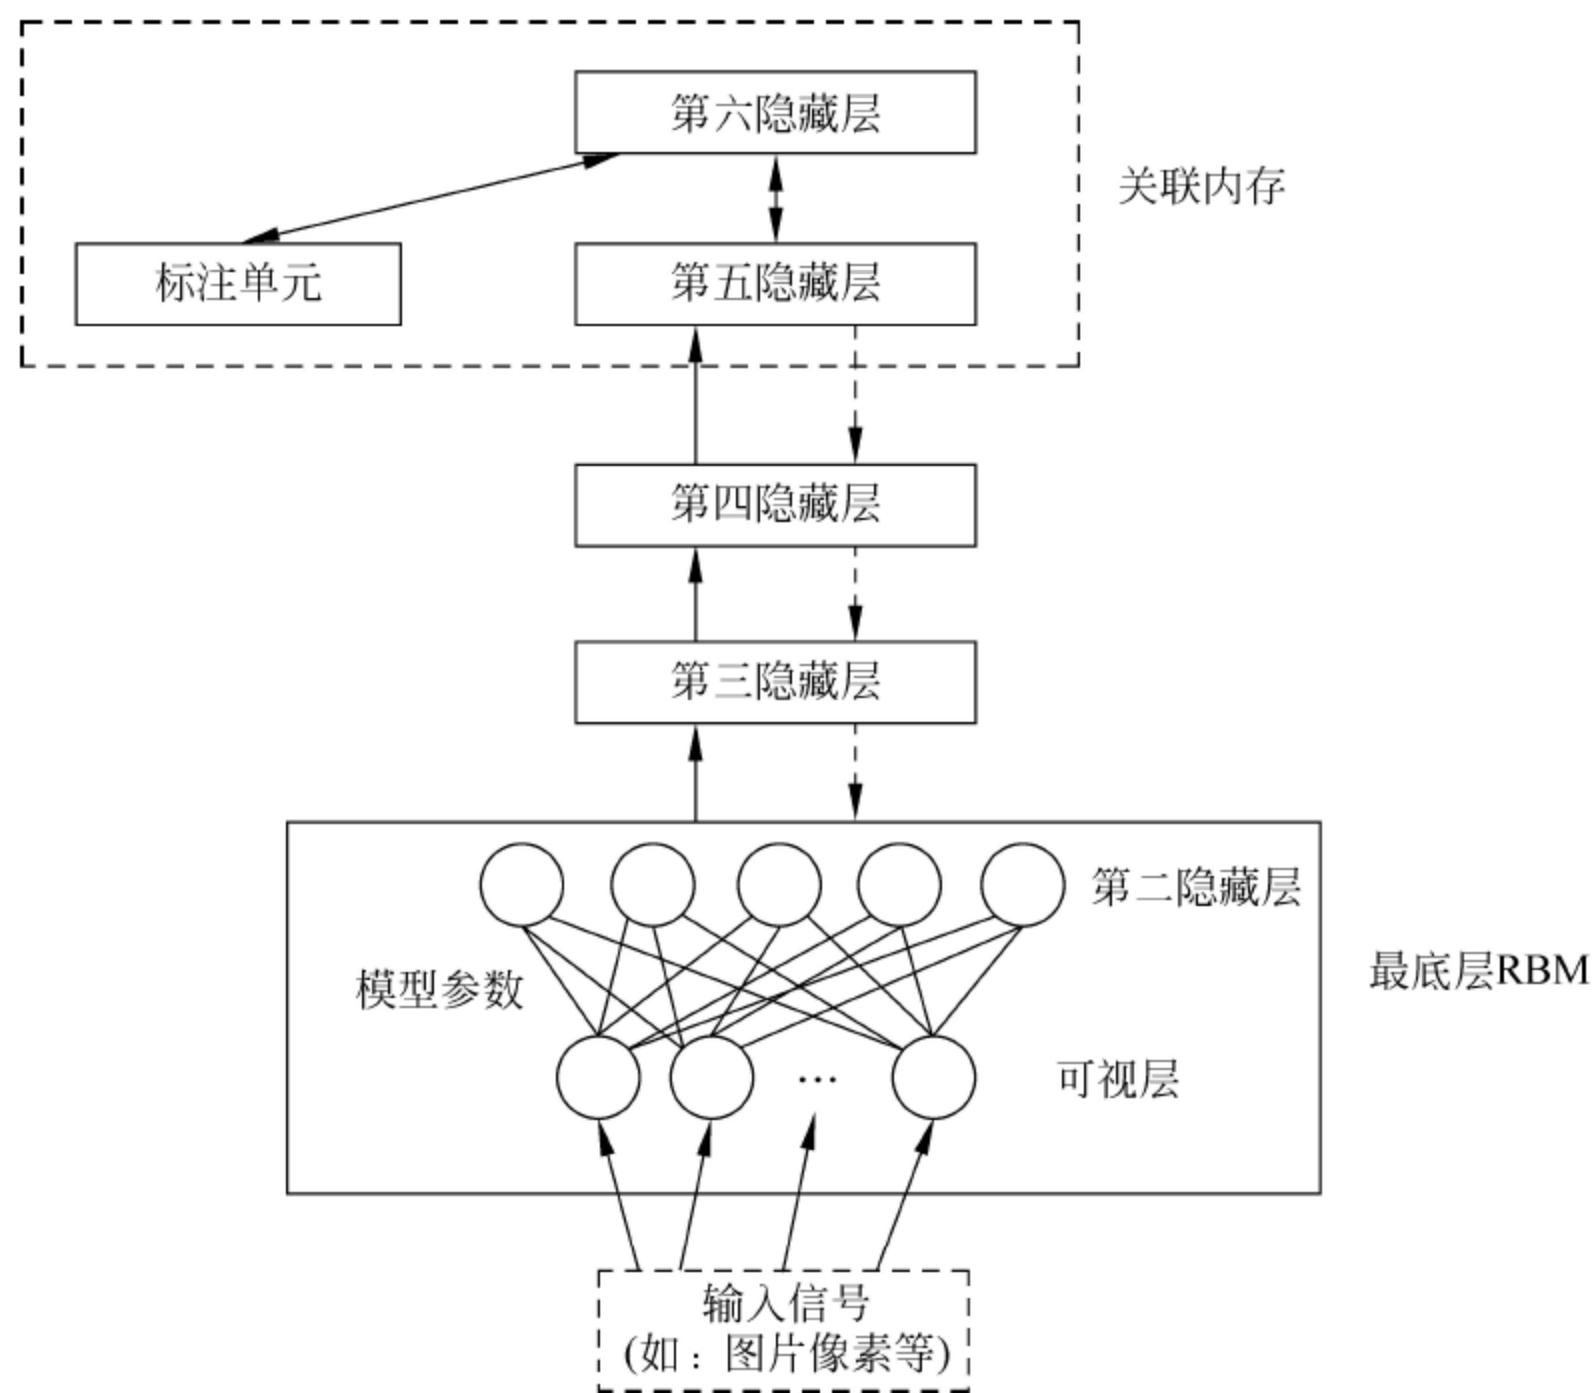 第六隐藏层
关联内存
标注单元
第五隐藏层
第四隐藏层
第三隐藏层
第二隐藏层
模型参数
最底层RBM
…
可视层
输入信号
(如：图片像素等)